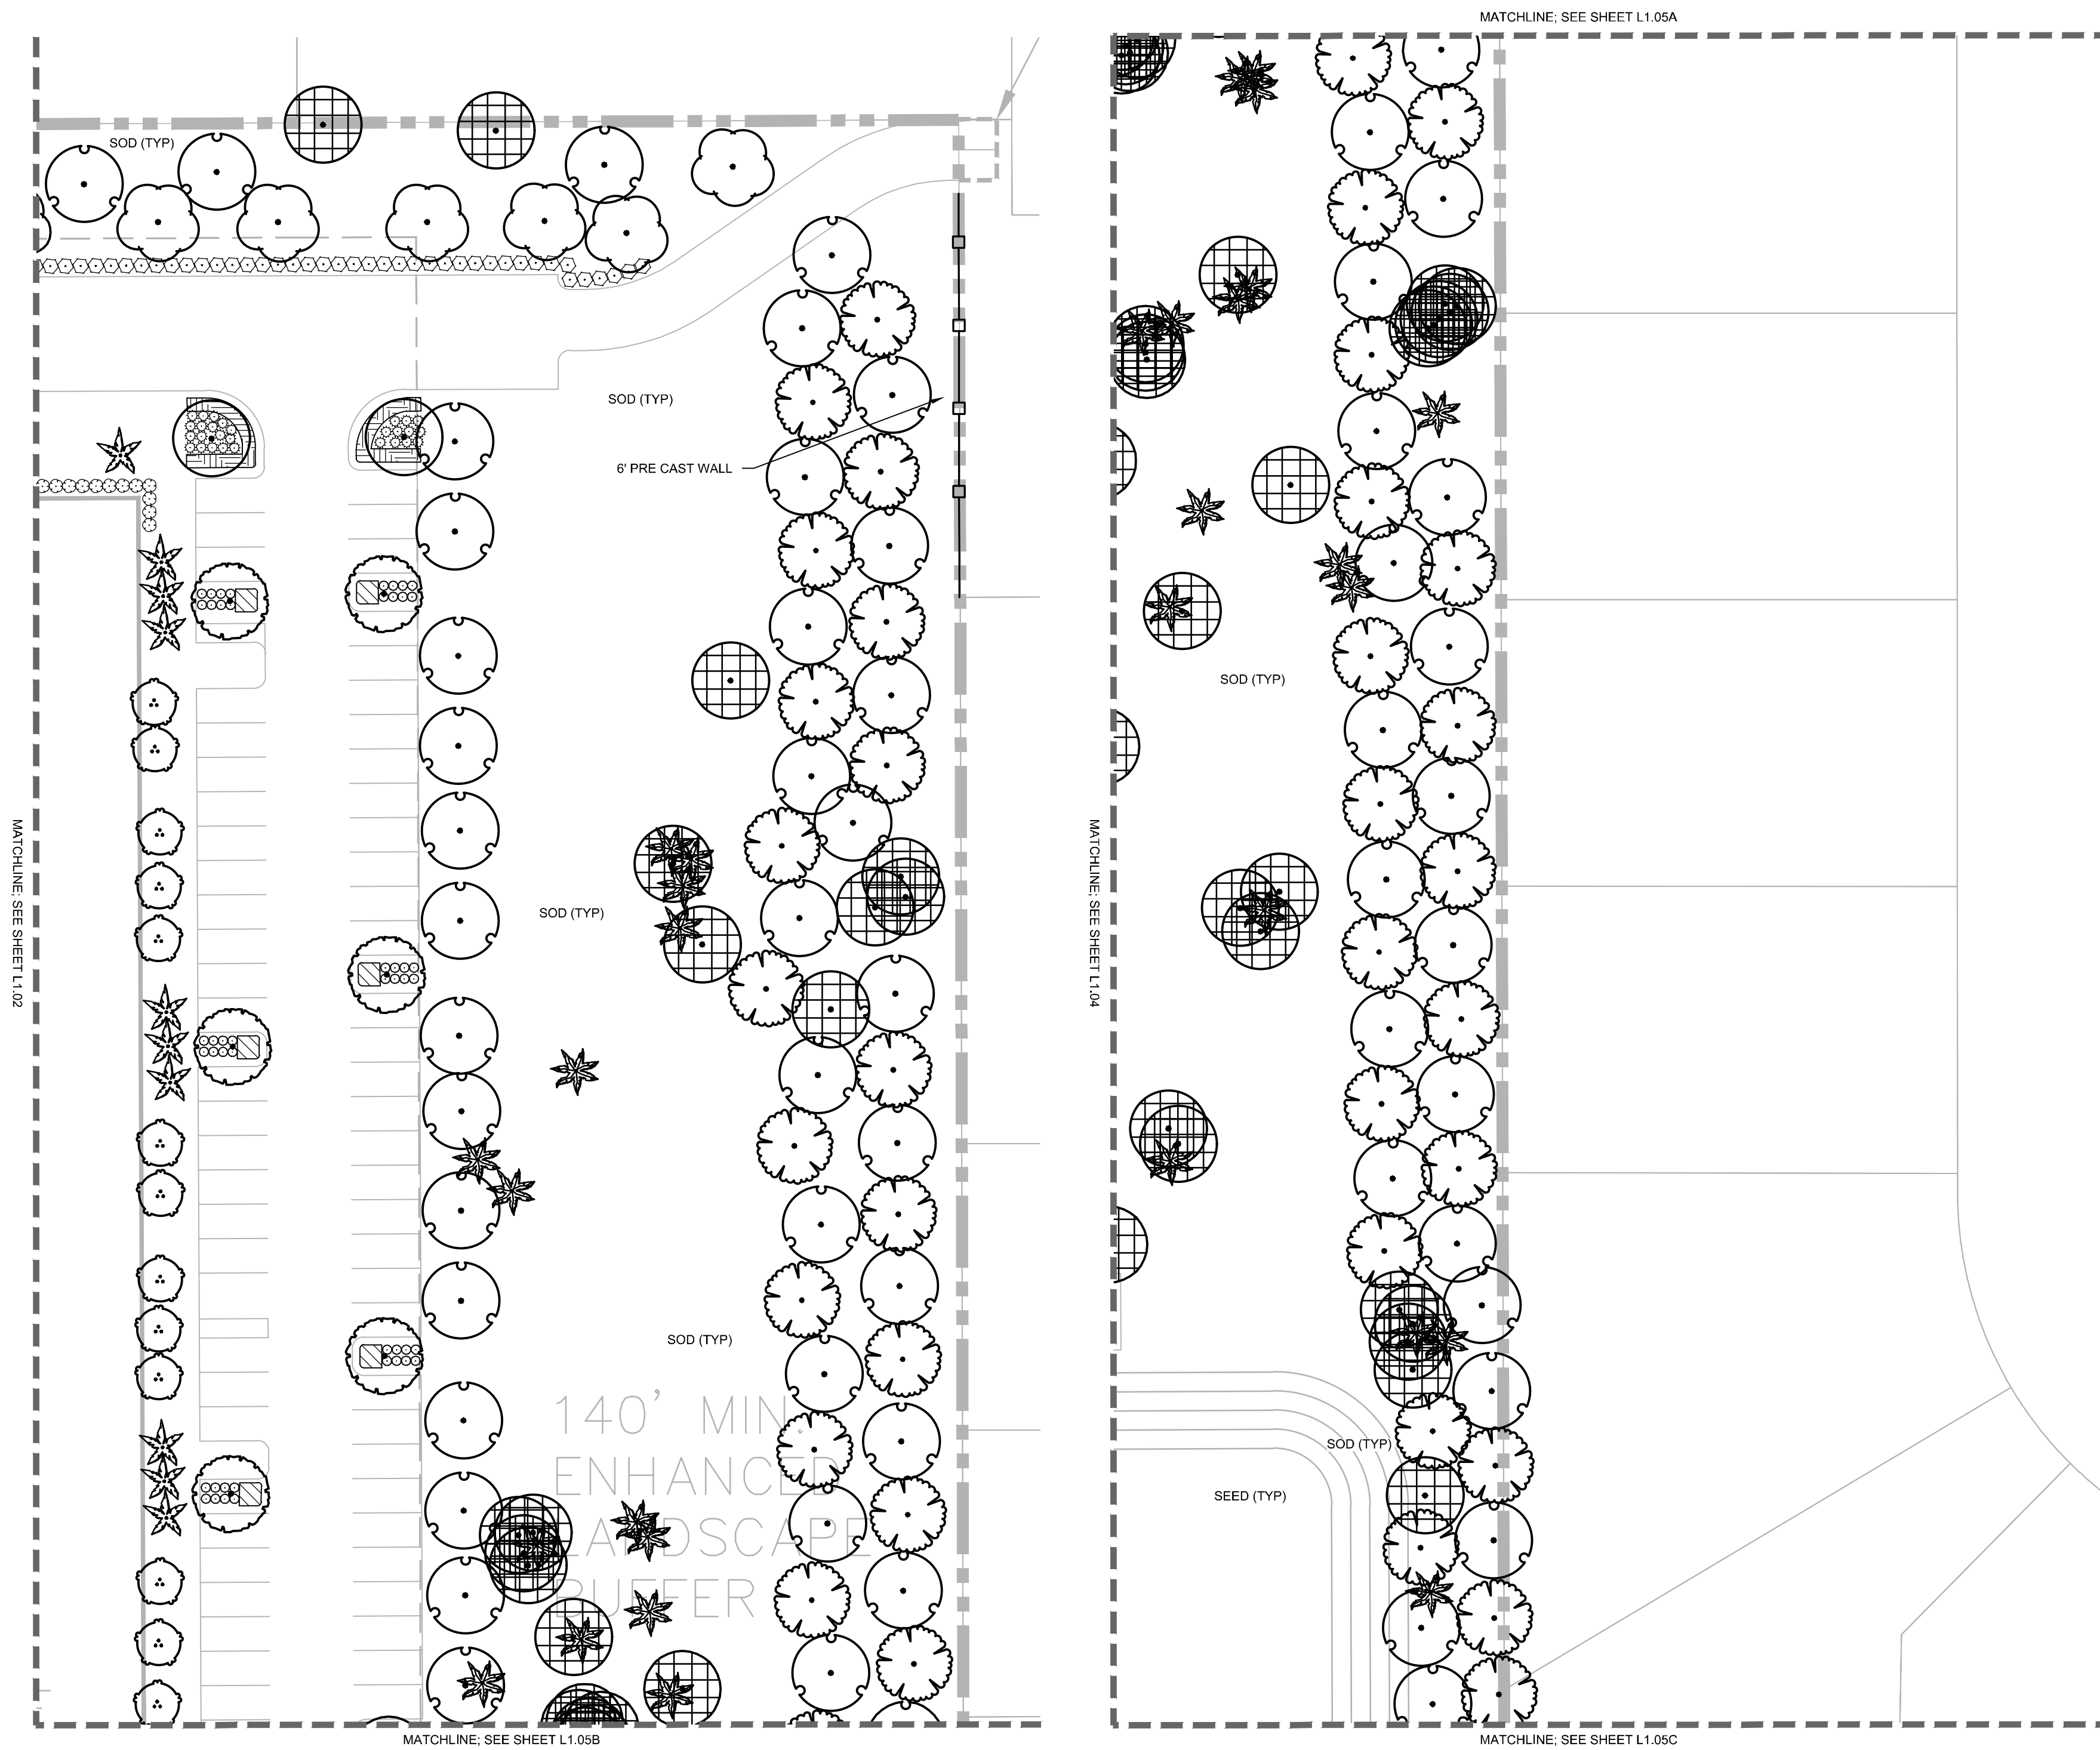 MATCHLINE; SEE SHEET L1.05A
SOD (TYP)
SOD (TYP)
6' PRE CAST WALL
SOD (TYP)
SOD (TYP)
MATCHLINE; SEE SHEET L1.02
140' MIN.
ENHANCED
LANDSCAPE
BUFFER
MATCHLINE; SEE SHEET L1.05B
SOD (TYP)
MATCHLINE; SEE SHEET L1.04
SOD (TYP)
SEED (TYP)
MATCHLINE; SEE SHEET L1.05C